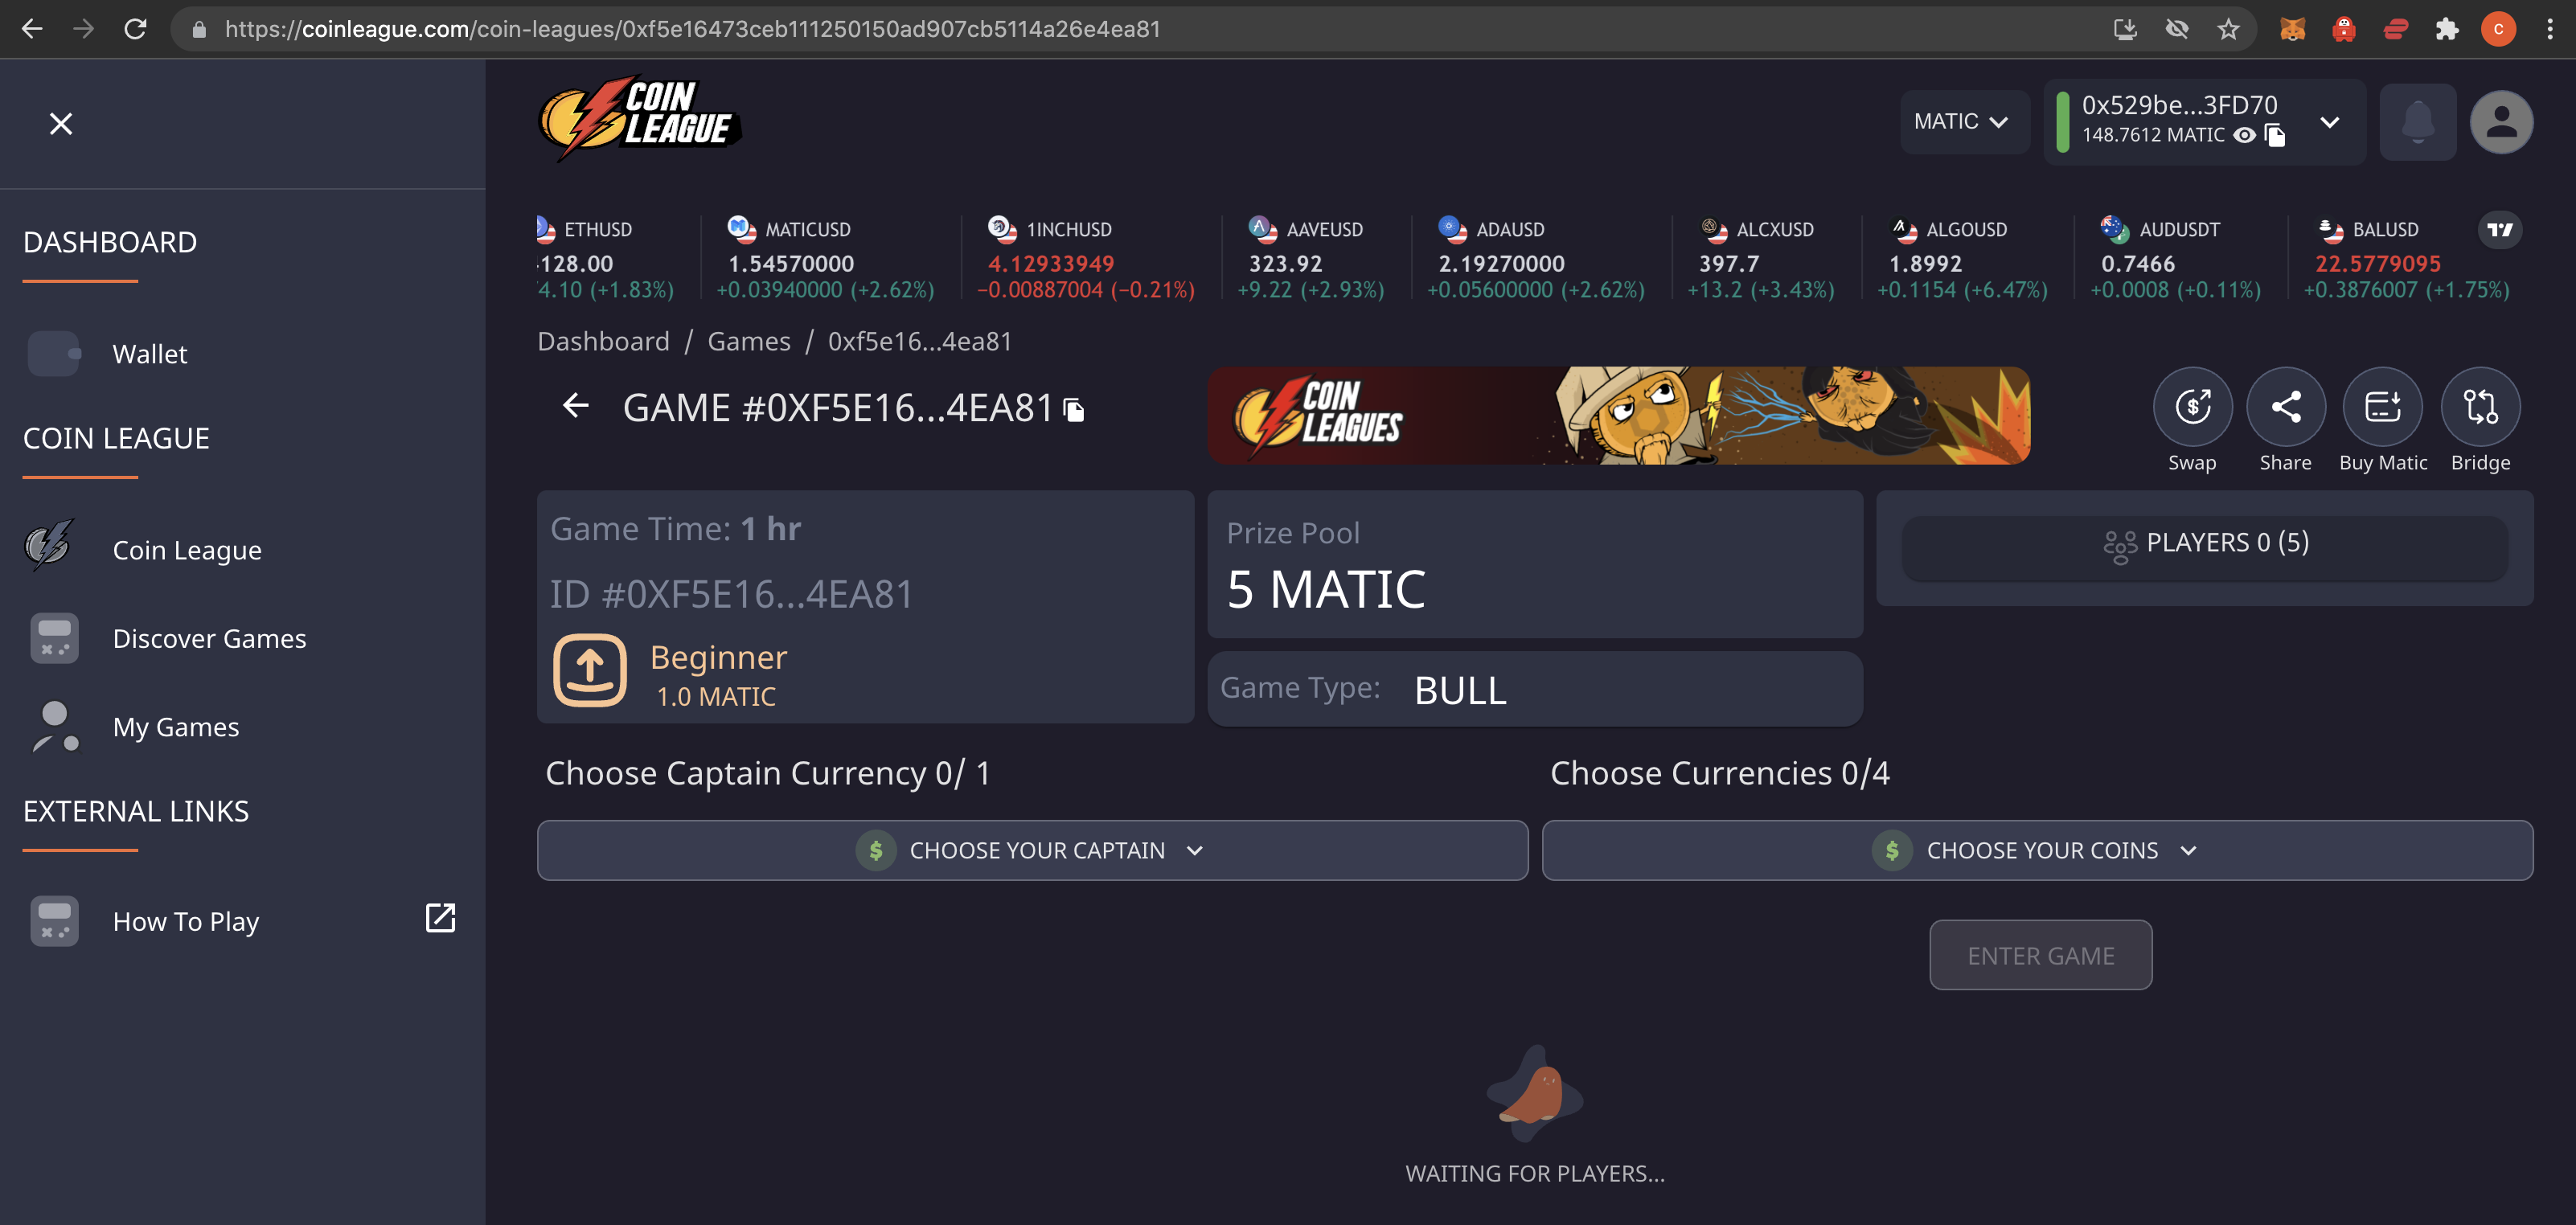 https://coinleague.com/coin-leagues/0xf5e16473ceb111250150ad907cb5114a26e4ea81
C
DASHBOARD
Wallet
COIN LEAGUE
Coin League
Discover Games
My Games
EXTERNAL LINKS
How To Play
COIN
LEAGUE
MATIC
0x529be...3FD70
148.7612 MATIC
ETHUSD
128.00
4.10 (+1.83%)
MATICUSD
1.54570000
+0.03940000 (+2.62%)
1INCHUSD
4.12933949
−0.00887004 (−0.21%)
AAVEUSD
323.92
+9.22 (+2.93%)
ADAUSD
2.19270000
+0.05600000 (+2.62%)
ALCXUSD
397.7
+13.2 (+3.43%)
ALGOUSD
1.8992
+0.1154 (+6.47%)
AUDUSDT
0.7466
+0.0008 (+0.11%)
BALUSD
22.5779095
+0.3876007 (+1.75%)
Dashboard / Games / 0xf5e16...4ea81
GAME #0XF5E16...4EA81
COIN
LEAGUES
Swap
Share
Buy Matic
Bridge
Game Time: 1 hr
ID #0XF5E16...4EA81
Beginner
1.0 MATIC
Prize Pool
5 MATIC
Game Type: BULL
PLAYERS 0 (5)
Choose Captain Currency 0/ 1
Choose Currencies 0/4
$ CHOOSE YOUR CAPTAIN
$ CHOOSE YOUR COINS
ENTER GAME
WAITING FOR PLAYERS...